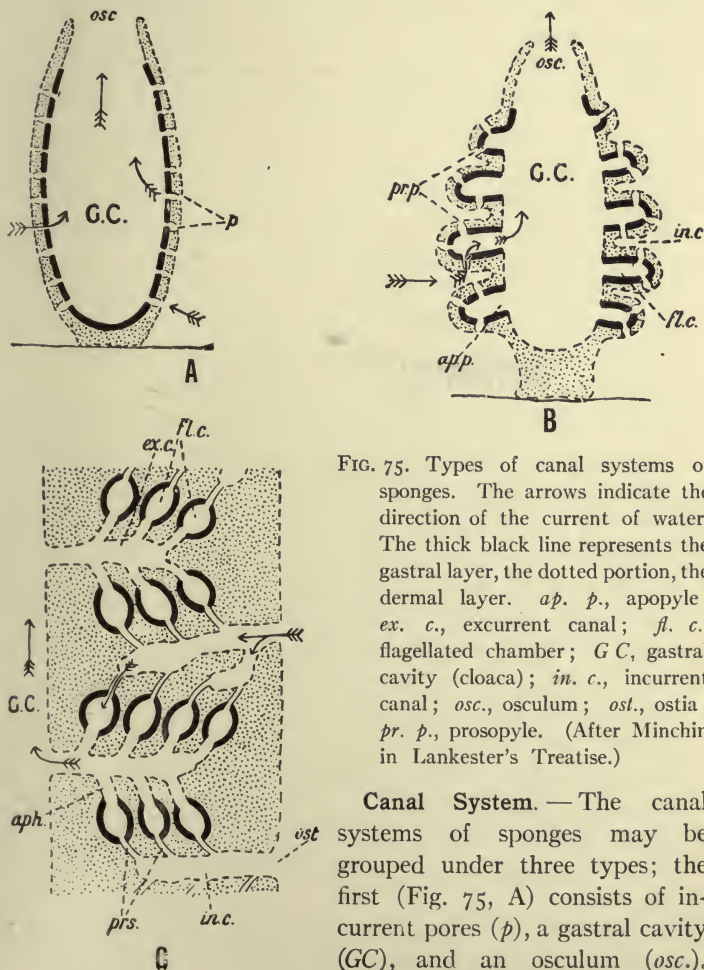 osc
G.C.
p
A
osc.
pr.p.
G.C.
in.c
fl.c.
ap.p.
B
ex.c.
fl.c.
G.C.
aph.
ost
prs.
in.c.
C
FIG. 75. Types of canal systems o
sponges. The arrows indicate the
direction of the current of water
The thick black line represents the
gastral layer, the dotted portion, the
dermal layer. ap. p., apopyle
ex. c., excurrent canal; fl. c.
flagellated chamber; G C, gastral
cavity (cloaca); in. c., incurrent
canal; osc., osculum; ost., ostia
pr. p., prosopyle. (After Minchin
in Lankester's Treatise.)
Canal System. — The canal
systems of sponges may be
grouped under three types; the
first (Fig. 75, A) consists of in-
current pores (p), a gastral cavity
(GC), and an osculum (osc.).